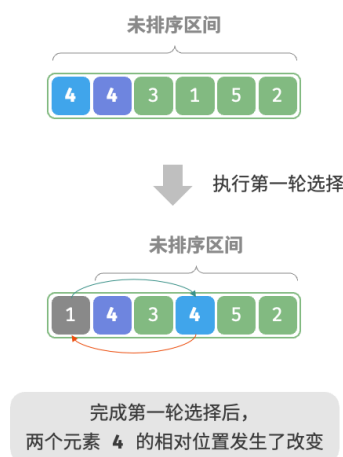 未排序区间
4 4 3 1 5 2
执行第一轮选择
未排序区间
1 4 3 4 5 2
完成第一轮选择后，
两个元素 4 的相对位置发生了改变